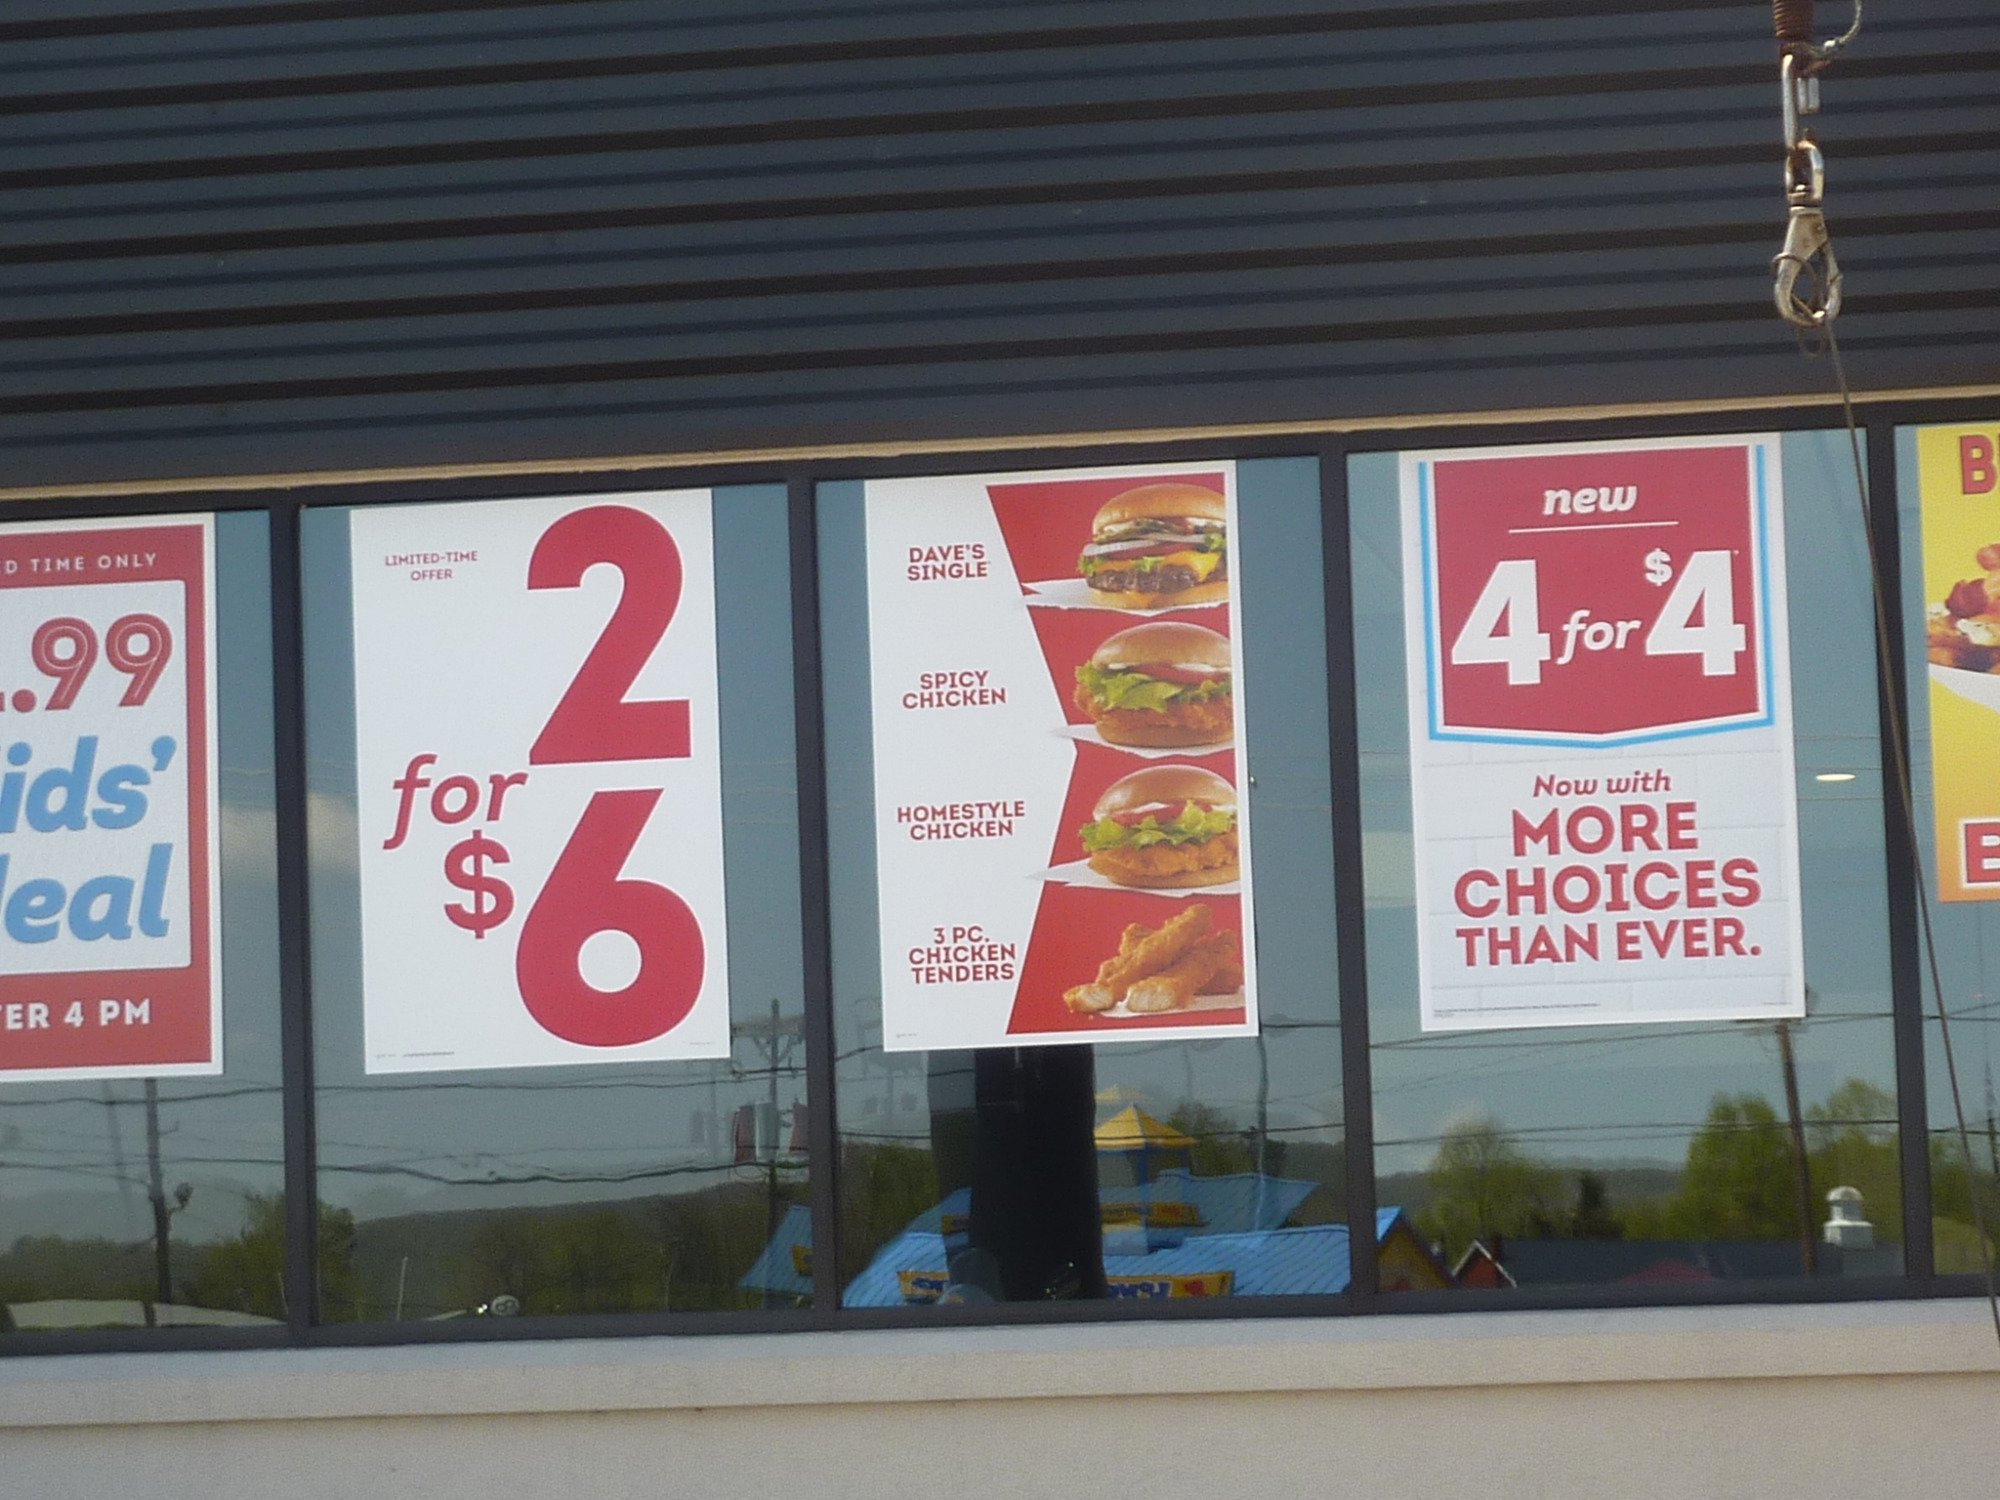 D TIME ONLY
.99
ids'
eal
ER 4 PM
LIMITED-TIME
OFFER
2
for
$6
DAVE'S
SINGLE
SPICY
CHICKEN
HOMESTYLE
CHICKEN
3 PC.
CHICKEN
TENDERS
new
4 for $4
Now with
MORE
CHOICES
THAN EVER.
B
B